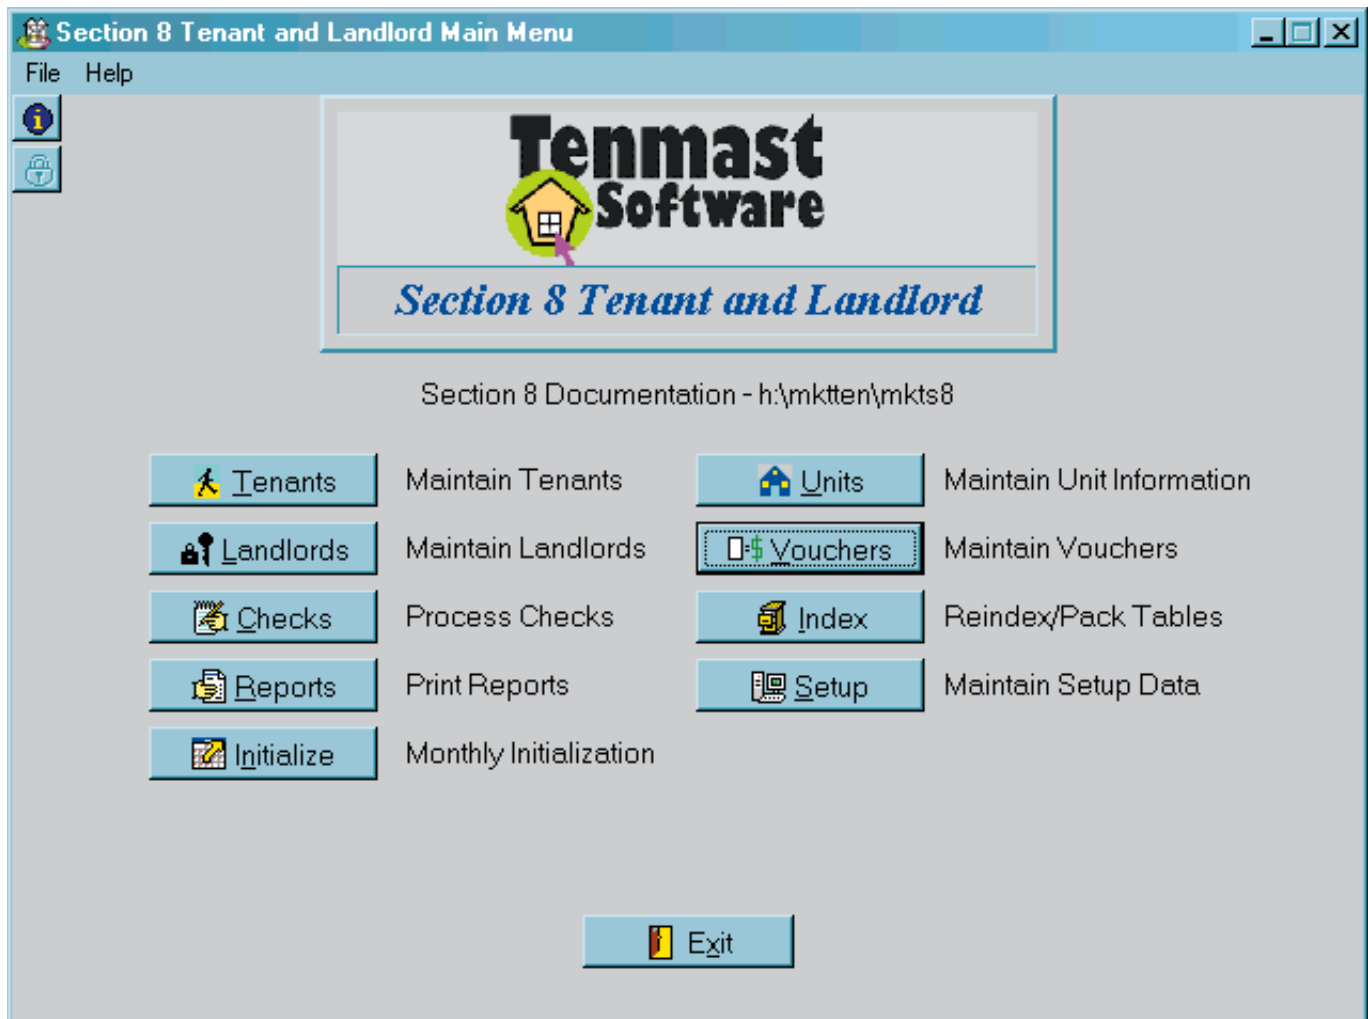 Section 8 Tenant and Landlord Main Menu
File Help
Tenmast
Software
Section 8 Tenant and Landlord
Section 8 Documentation - h:\mktten\mkts8
Tenants Maintain Tenants Units Maintain Unit Information
Landlords Maintain Landlords Vouchers Maintain Vouchers
Checks Process Checks Index Reindex/Pack Tables
Reports Print Reports Setup Maintain Setup Data
Initialize Monthly Initialization
Exit